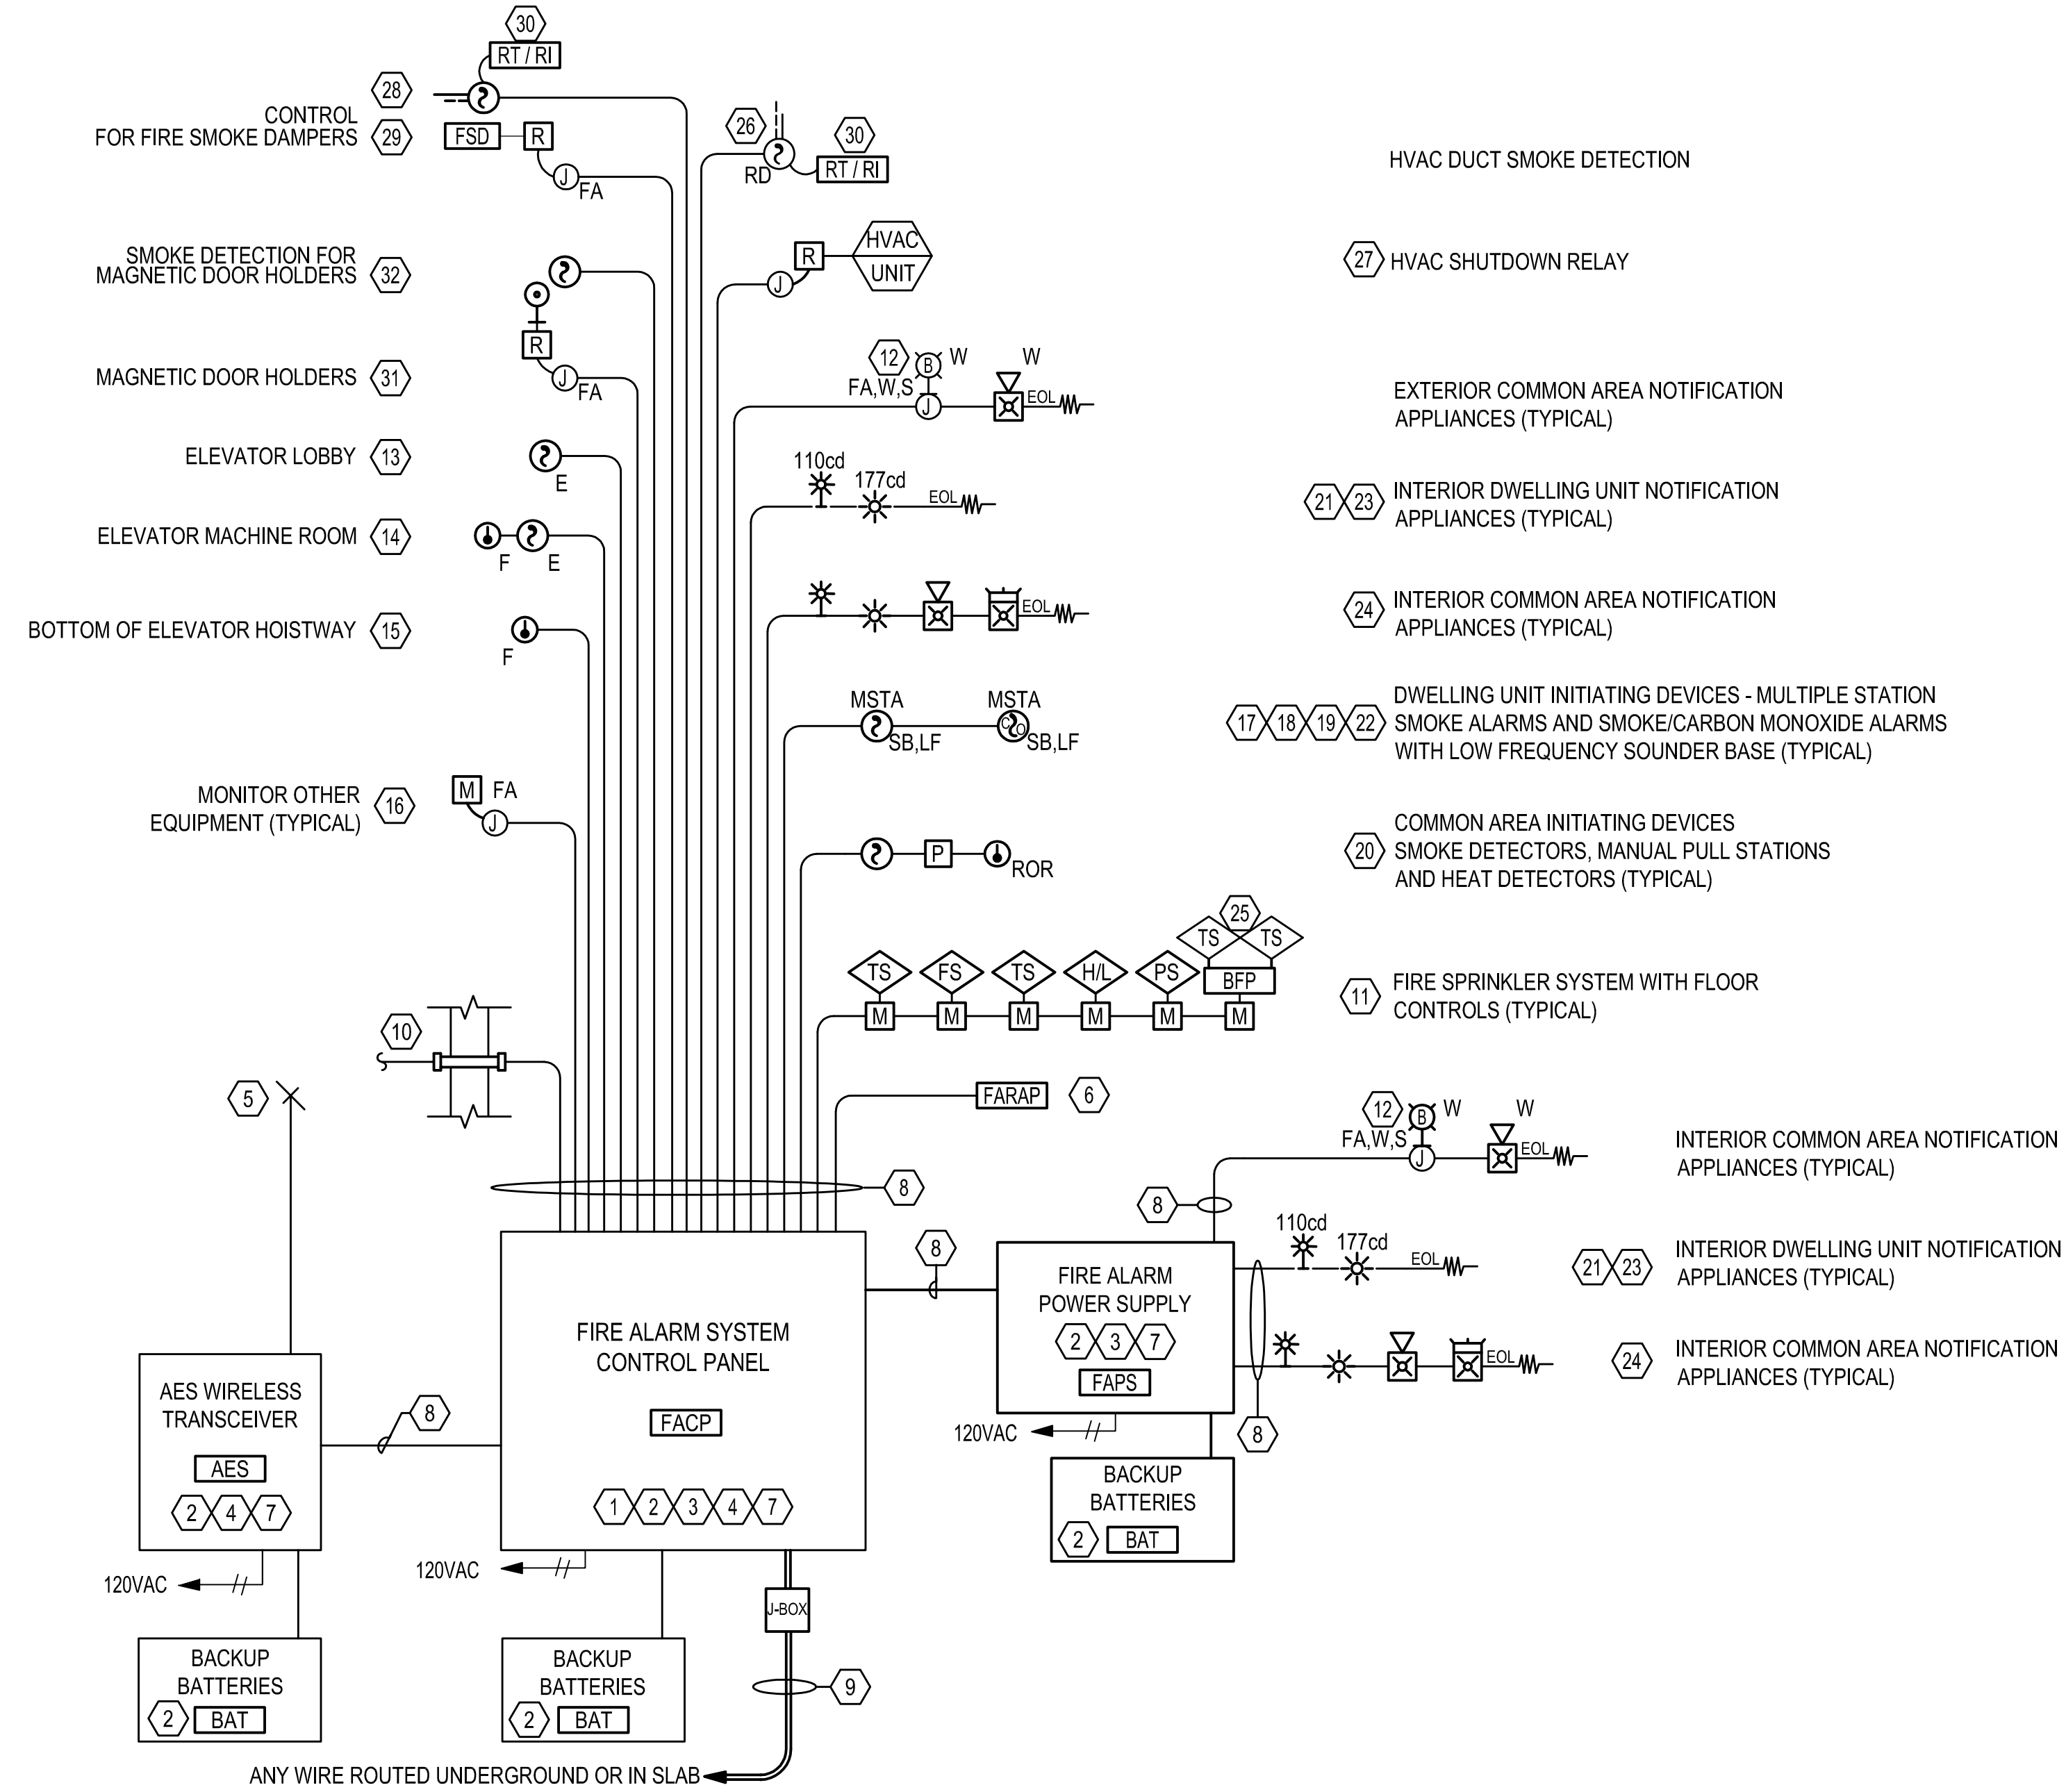 30
RT / RI
28
CONTROL
FOR FIRE SMOKE DAMPERS
29
FSD
R
J
FA
26
RD
30
RT / RI
HVAC DUCT SMOKE DETECTION
SMOKE DETECTION FOR
MAGNETIC DOOR HOLDERS
32
R
J
HVAC
UNIT
27
HVAC SHUTDOWN RELAY
MAGNETIC DOOR HOLDERS
31
R
J
FA
12
B
W
W
FA,W,S
J
EOL
EXTERIOR COMMON AREA NOTIFICATION
APPLIANCES (TYPICAL)
ELEVATOR LOBBY
13
E
110cd
177cd
EOL
21
23
INTERIOR DWELLING UNIT NOTIFICATION
APPLIANCES (TYPICAL)
ELEVATOR MACHINE ROOM
14
F
E
EOL
24
INTERIOR COMMON AREA NOTIFICATION
APPLIANCES (TYPICAL)
BOTTOM OF ELEVATOR HOISTWAY
15
F
MSTA
SB,LF
MSTA
CO
SB,LF
17
18
19
22
DWELLING UNIT INITIATING DEVICES - MULTIPLE STATION
SMOKE ALARMS AND SMOKE/CARBON MONOXIDE ALARMS
WITH LOW FREQUENCY SOUNDER BASE (TYPICAL)
MONITOR OTHER
EQUIPMENT (TYPICAL)
16
M
FA
J
P
ROR
20
COMMON AREA INITIATING DEVICES
SMOKE DETECTORS, MANUAL PULL STATIONS
AND HEAT DETECTORS (TYPICAL)
25
TS
TS
TS
FS
TS
H/L
PS
BFP
M
M
M
M
M
M
11
FIRE SPRINKLER SYSTEM WITH FLOOR
CONTROLS (TYPICAL)
10
5
FARAP
6
8
12
B
W
W
FA,W,S
J
EOL
INTERIOR COMMON AREA NOTIFICATION
APPLIANCES (TYPICAL)
8
8
110cd
177cd
EOL
21
23
INTERIOR DWELLING UNIT NOTIFICATION
APPLIANCES (TYPICAL)
EOL
24
INTERIOR COMMON AREA NOTIFICATION
APPLIANCES (TYPICAL)
8
FIRE ALARM
POWER SUPPLY
2
3
7
FAPS
120VAC
BACKUP
BATTERIES
2
BAT
FIRE ALARM SYSTEM
CONTROL PANEL
FACP
1
2
3
4
7
120VAC
8
AES WIRELESS
TRANSCEIVER
AES
2
4
7
120VAC
BACKUP
BATTERIES
2
BAT
BACKUP
BATTERIES
2
BAT
J-BOX
9
ANY WIRE ROUTED UNDERGROUND OR IN SLAB